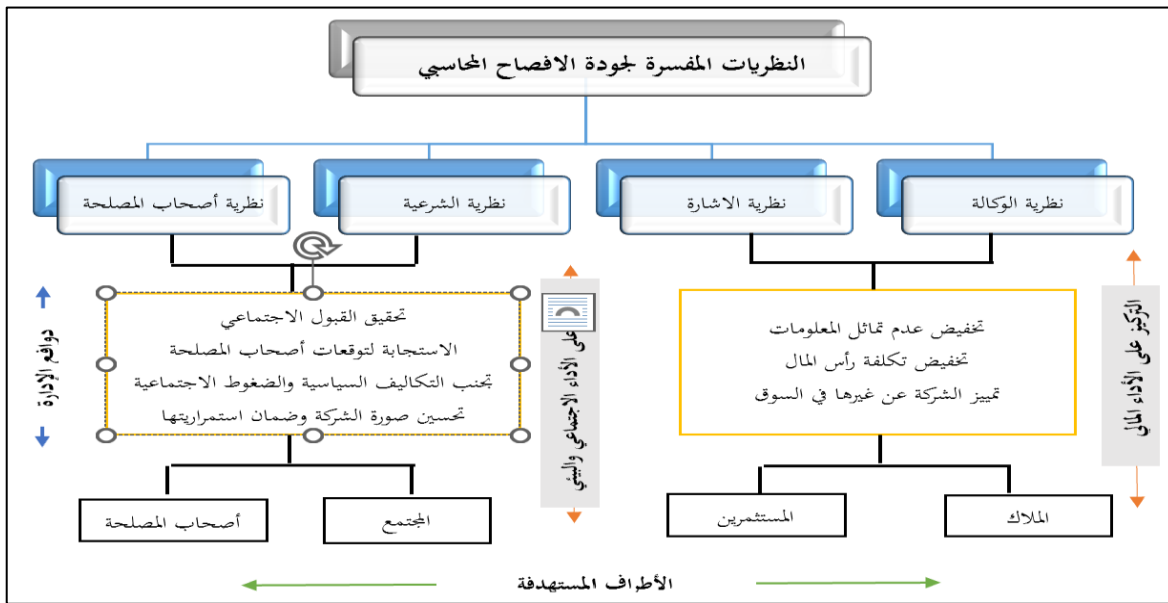 النظريات المفسرة لجودة الافصاح المحاسبي
نظرية الوكالة
نظرية الاشارة
نظرية الشرعية
نظرية أصحاب المصلحة
التركيز على الأداء المالي
تخفيض عدم تماثل المعلومات
تخفيض تكلفة رأس المال
تمييز الشركة عن غيرها في السوق
على الأداء الاجتماعي والبيئي
تحقيق القبول الاجتماعي
الاستجابة لتوقعات أصحاب المصلحة
تجنب التكاليف السياسية والضغوط الاجتماعية
تحسين صورة الشركة وضمان استمراريتها
دوافع الإدارة
الملاك
المستثمرين
المجتمع
أصحاب المصلحة
الأطراف المستهدفة